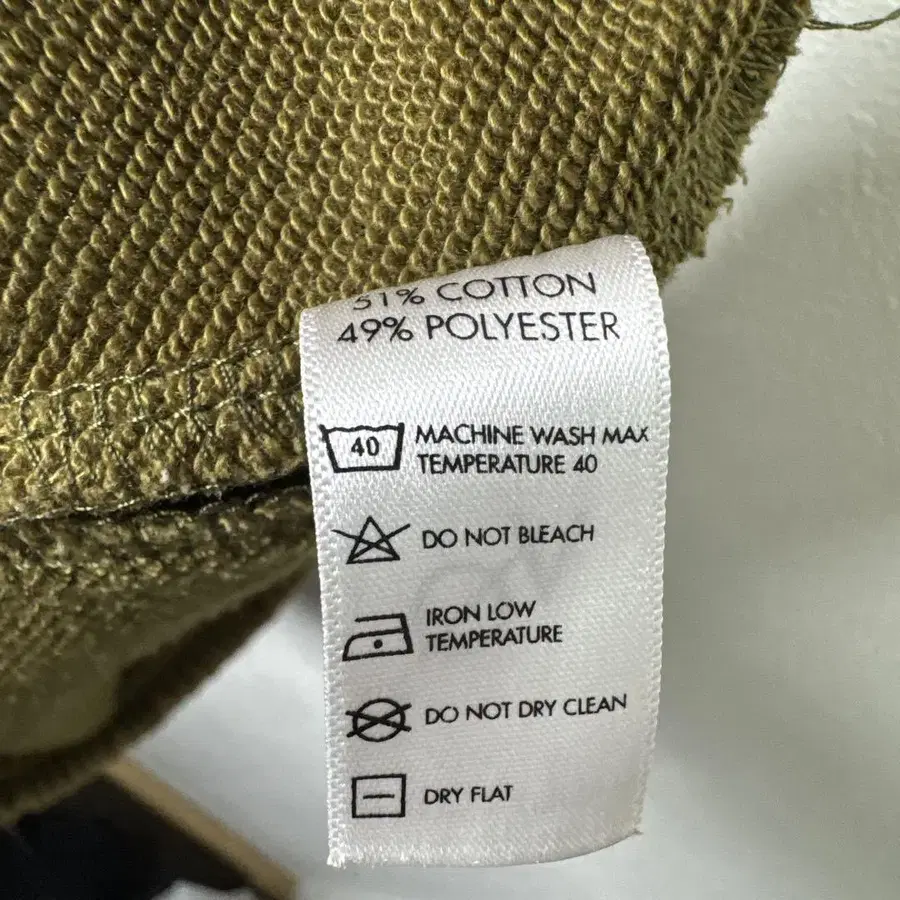 51% COTTON
49% POLYESTER
40 MACHINE WASH MAX
TEMPERATURE 40
DO NOT BLEACH
IRON LOW
TEMPERATURE
DO NOT DRY CLEAN
DRY FLAT